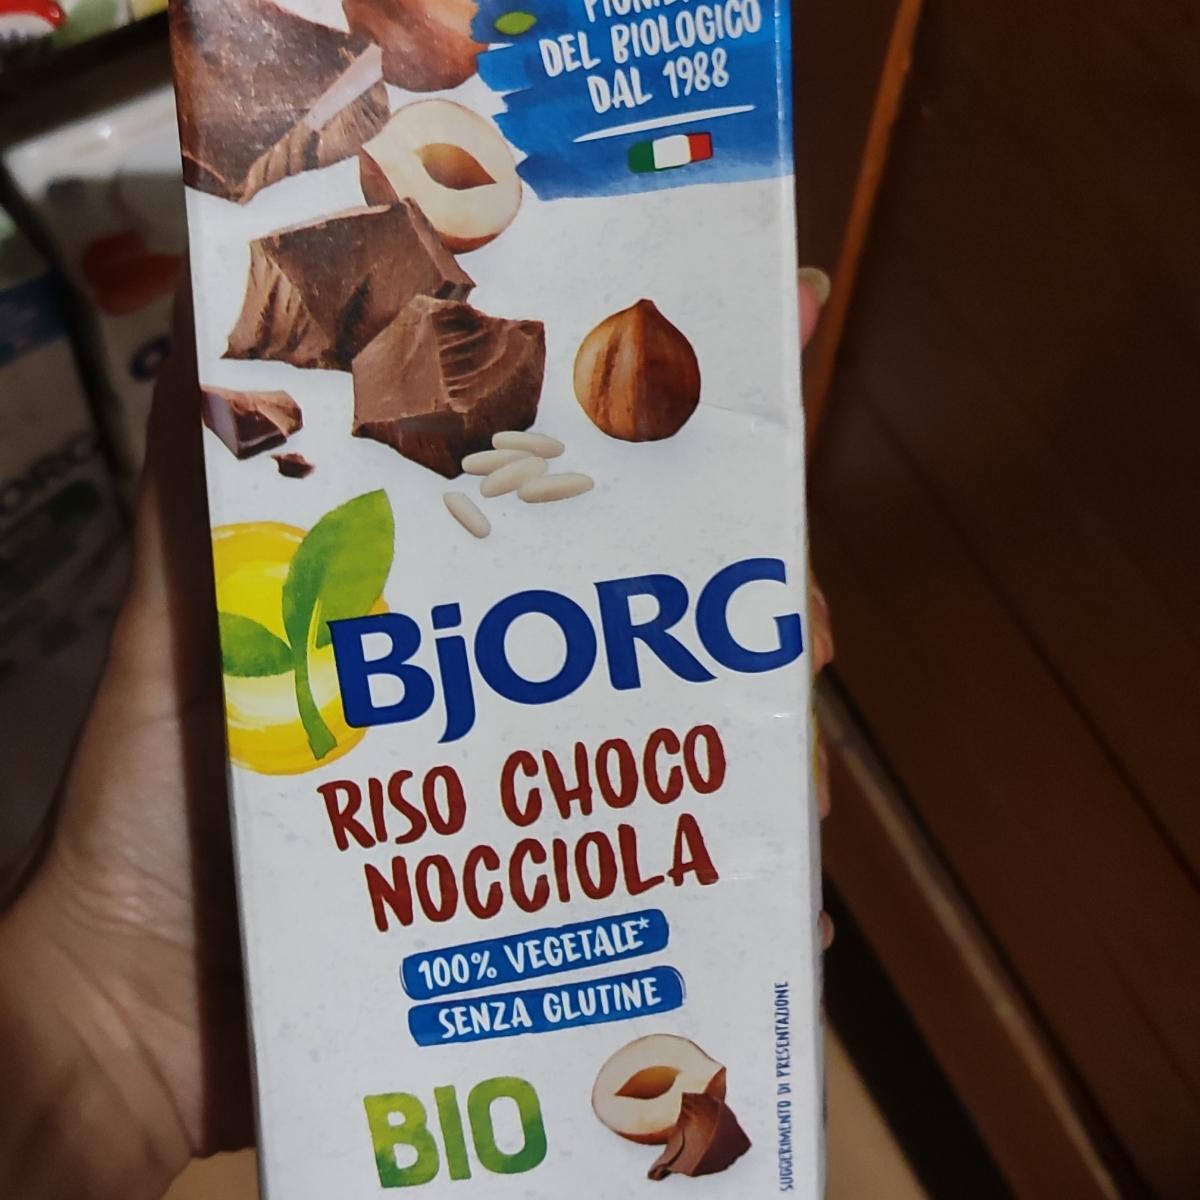 DEL BIOLOGICO
DAL 1988
BjORG
RISO CHOCO
NOCCIOLA
100% VEGETALE*
SENZA GLUTINE
BIO
SUGGERIMENTO DI PRESENTAZIONE